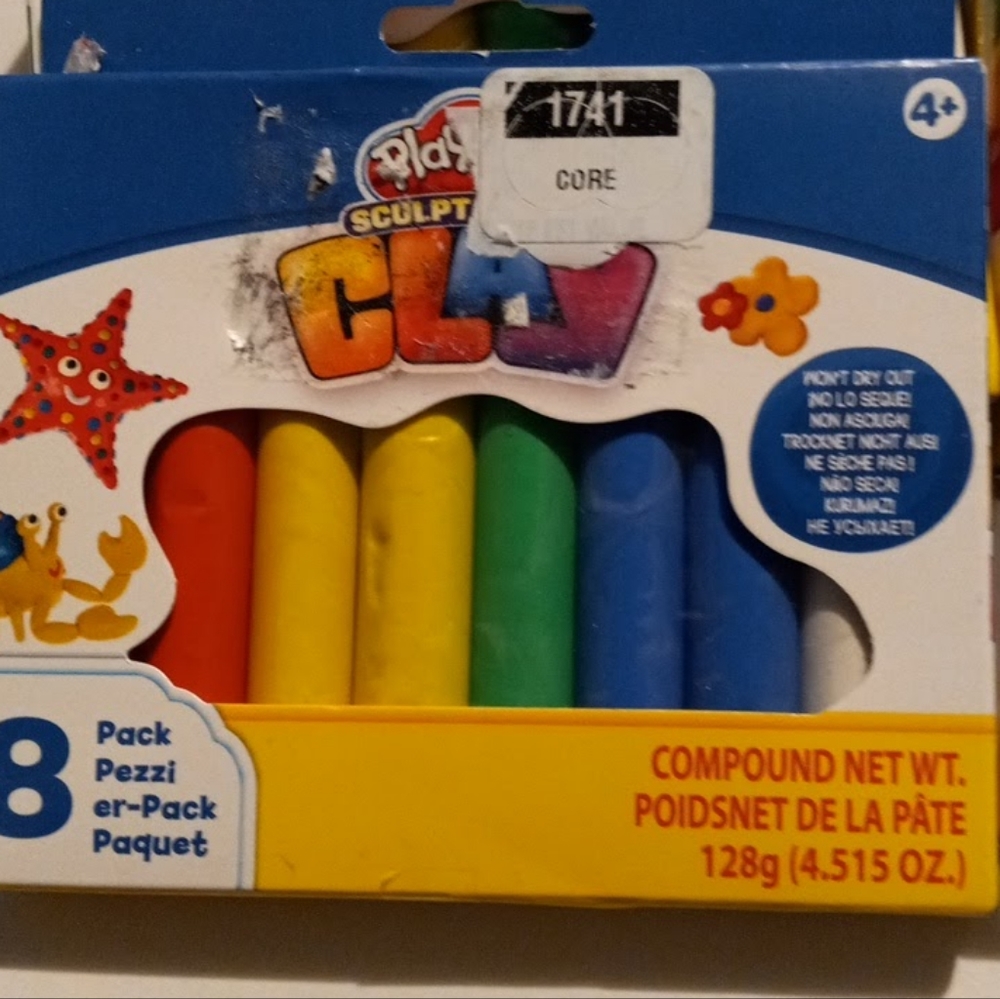 1741
CORE
4+
Play
SCULPT
CLAY
WON'T DRY OUT
¡NO LO SEQUE!
NON ASCIUGA!
TROCKNET NICHT AUS!
NE SÈCHE PAS !
NÃO SECA!
KURUMAZ!
НЕ УСЫХАЕТ!
8
Pack
Pezzi
er-Pack
Paquet
COMPOUND NET WT.
POIDSNET DE LA PÂTE
128g (4.515 OZ.)